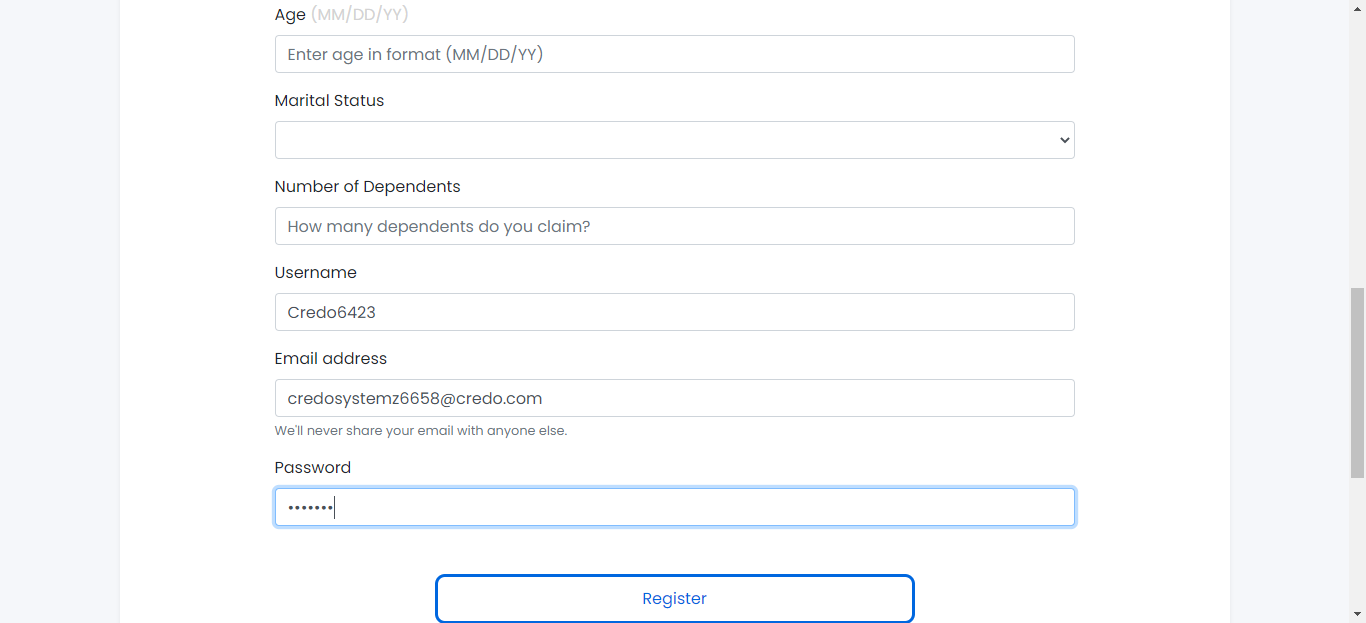 Age (MM/DD/YY)
Enter age in format (MM/DD/YY)
Marital Status
Number of Dependents
How many dependents do you claim?
Username
Credo6423
Email address
credosystemz6658@credo.com
We'll never share your email with anyone else.
Password
•••••••
Register